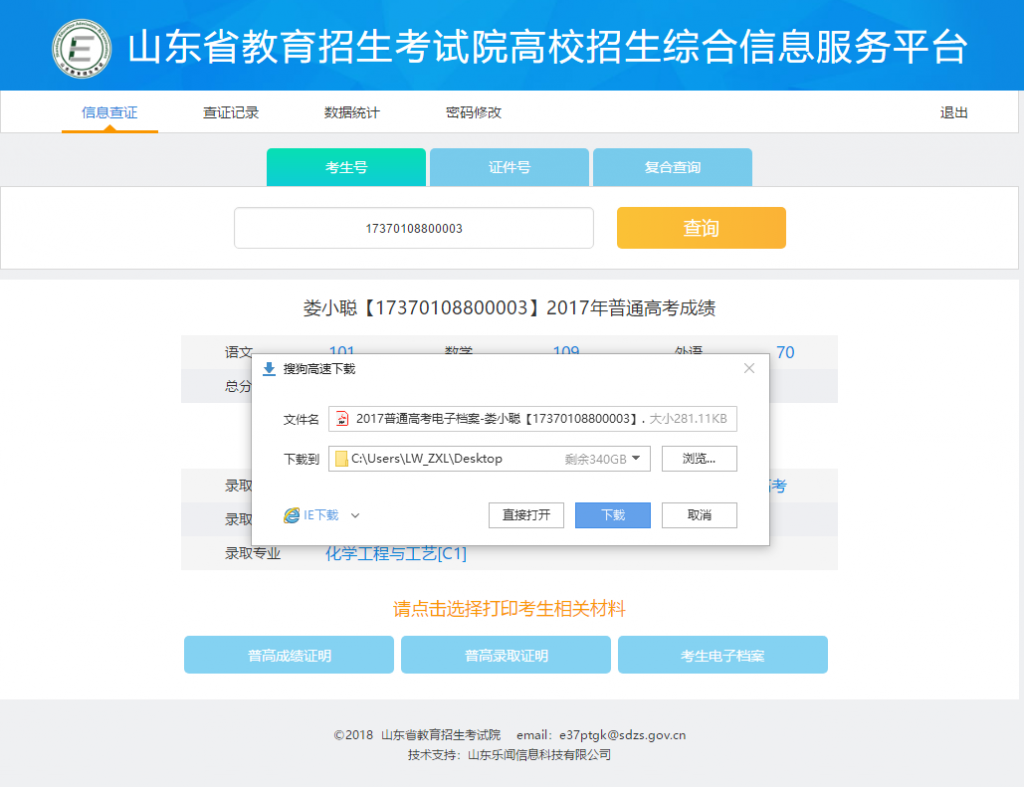 山东省教育招生考试院高校招生综合信息服务平台
信息查证 查证记录 数据统计 密码修改 退出
考生号 证件号 复合查询
17370108800003 查询
娄小聪【17370108800003】2017年普通高考成绩
语文 101 数学 109 外语 70
搜狗高速下载
总分
文件名 2017普通高考电子档案-娄小聪【17370108800003】. 大小281.11KB
下载到 C:\Users\LW_ZXL\Desktop 剩余340GB 浏览...
录取 考
录取 IE下载 直接打开 下载 取消
录取专业 化学工程与工艺[C1]
请点击选择打印考生相关材料
普高成绩证明 普高录取证明 考生电子档案
©2018 山东省教育招生考试院 email: e37ptgk@sdzs.gov.cn
技术支持：山东乐闻信息科技有限公司